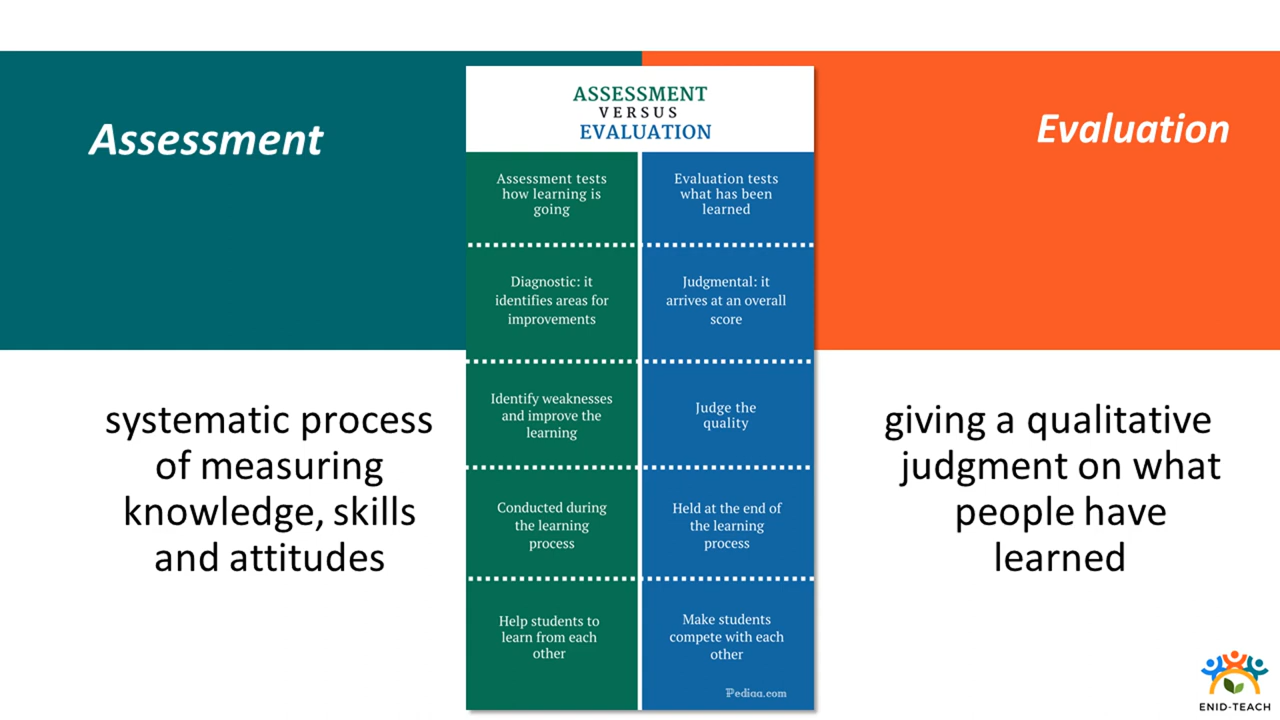 Assessment
systematic process
of measuring
knowledge, skills
and attitudes
ASSESSMENT
VERSUS
EVALUATION
Assessment tests
how learning is
going
Evaluation tests
what has been
learned
Diagnostic: it
identifies areas for
improvements
Judgmental: it
arrives at an overall
score
Identify weaknesses
and improve the
learning
Judge the
quality
Conducted during
the learning
process
Held at the end of
the learning
process
Help students to
learn from each
other
Make students
compete with each
other
Pediaa.com
Evaluation
giving a qualitative
judgment on what
people have
learned
ENID-TEACH